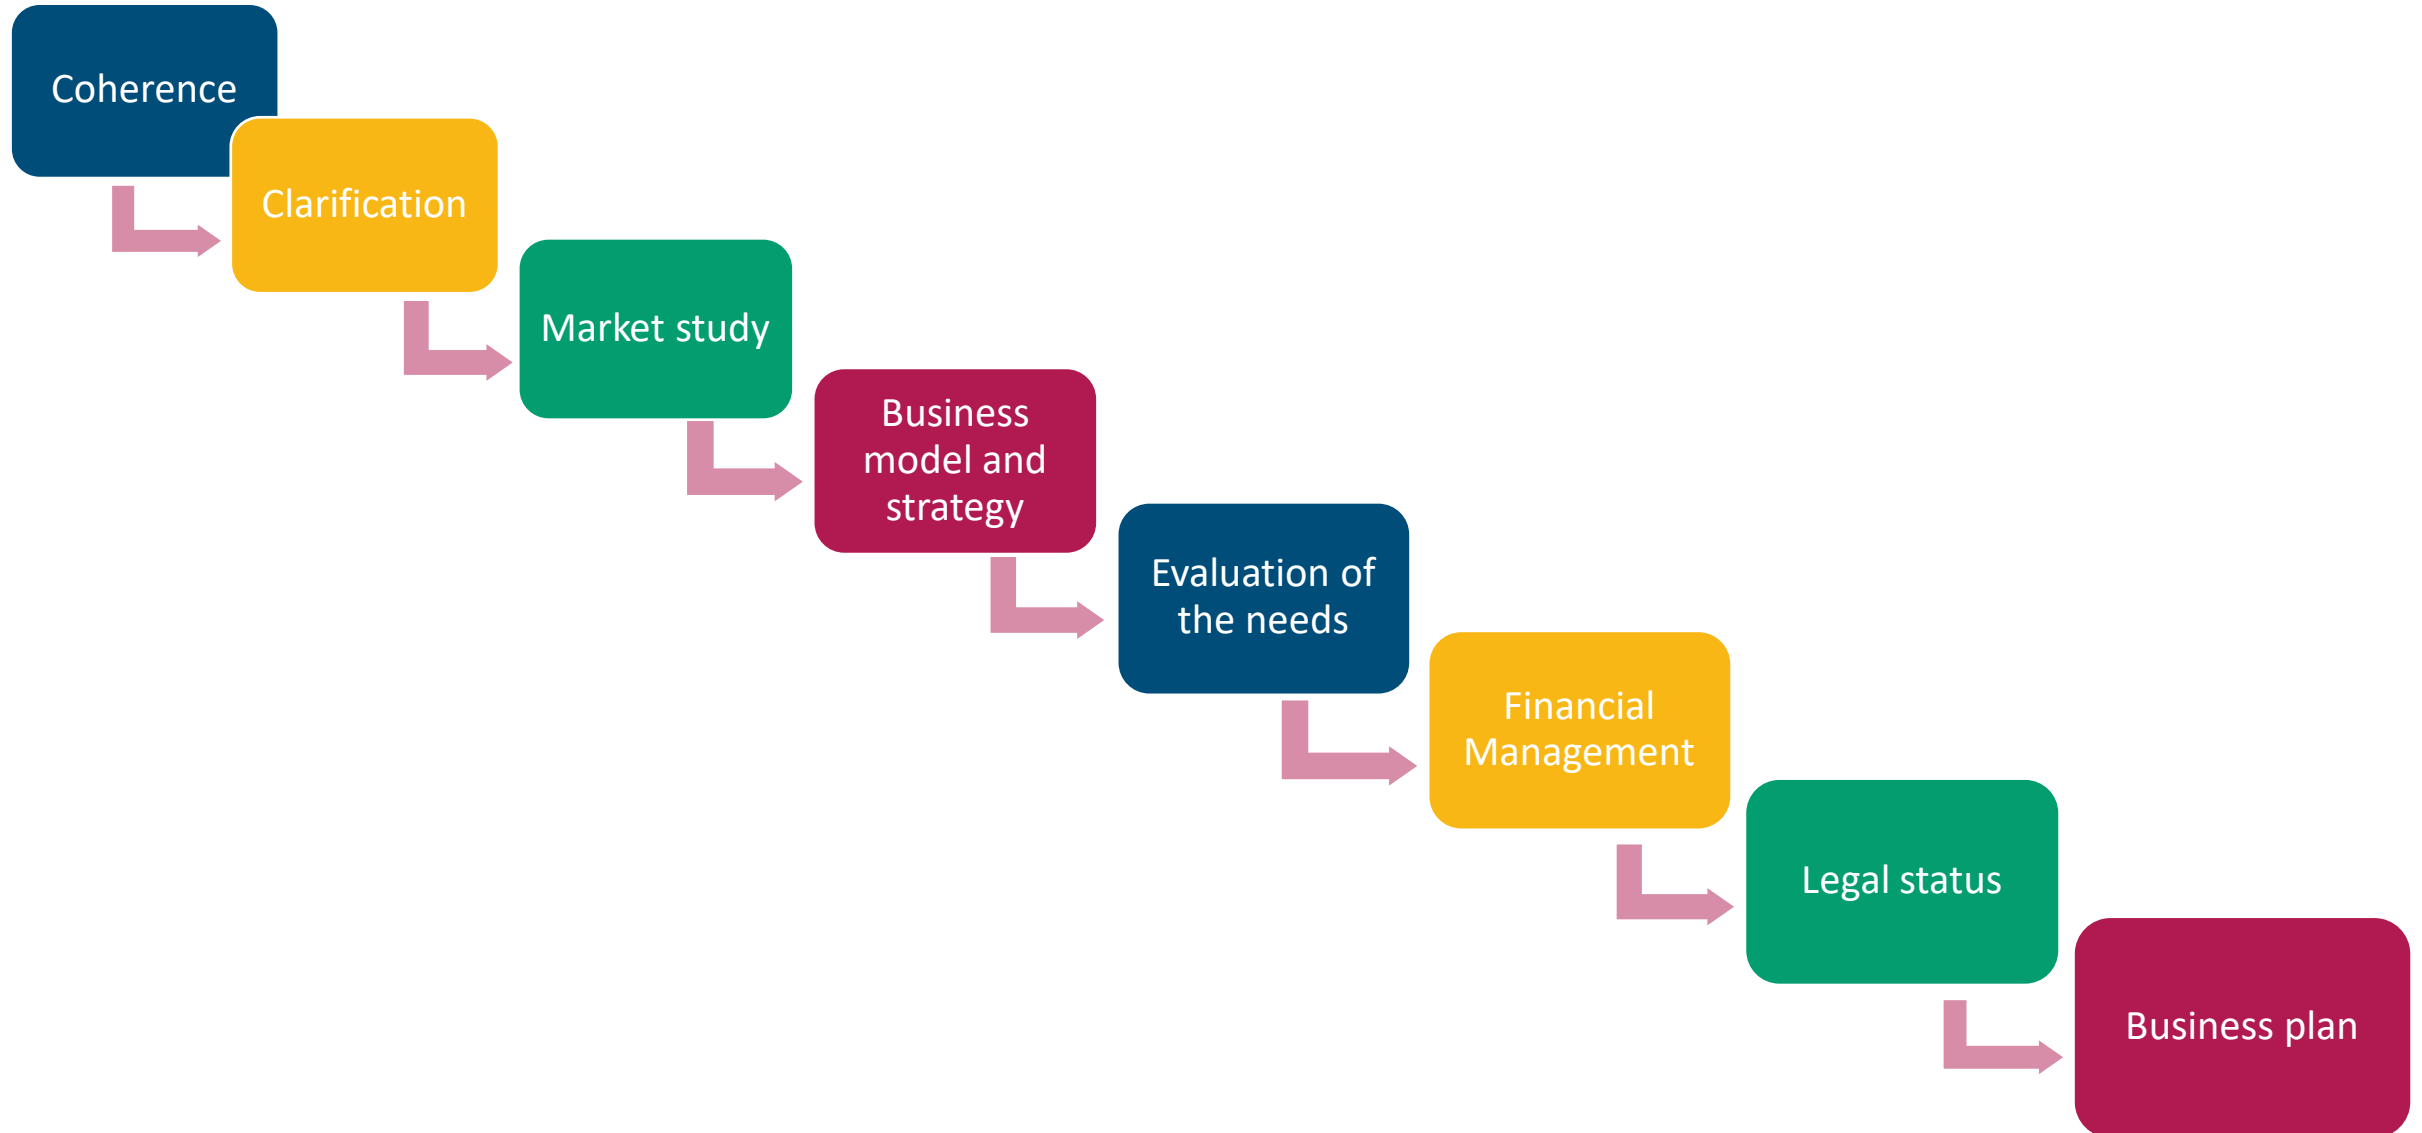 Coherence
Clarification
Market study
Business
model and
strategy
Evaluation of
the needs
Financial
Management
Legal status
Business plan